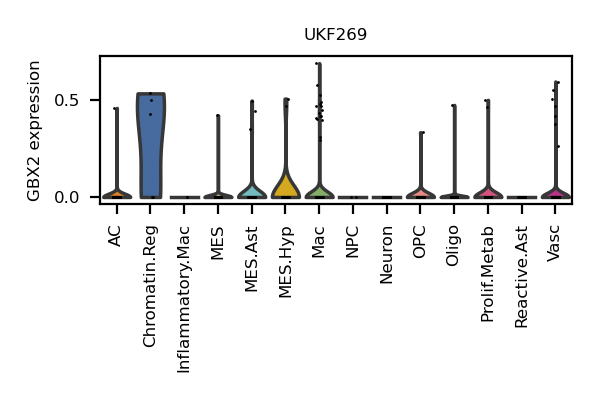 UKF269
GBX2 expression
0.5
0.0
AC
Chromatin.Reg
Inflammatory.Mac
MES
MES.Ast
MES.Hyp
Mac
NPC
Neuron
OPC
Oligo
Prolif.Metab
Reactive.Ast
Vasc